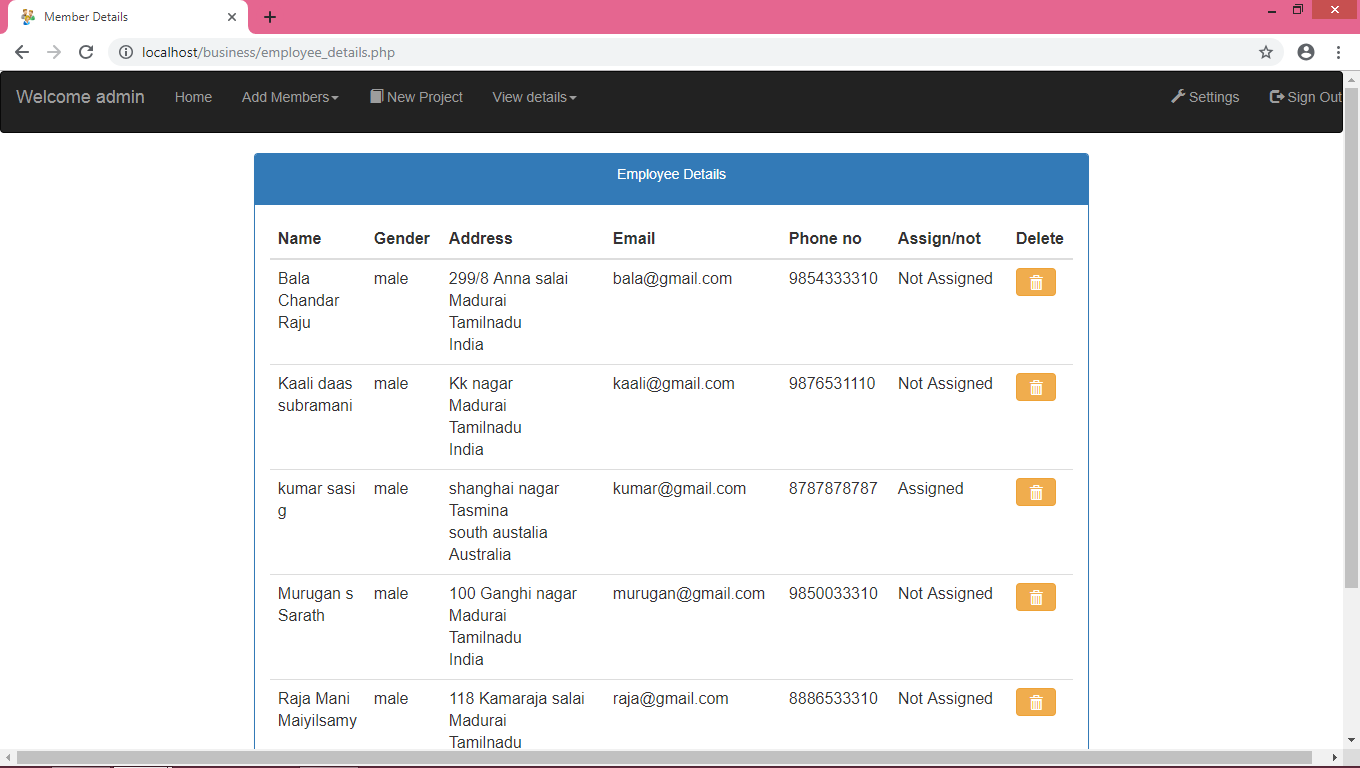 Member Details
localhost/business/employee_details.php
Welcome admin Home Add Members New Project View details Settings Sign Out
Employee Details
Name Gender Address Email Phone no Assign/not Delete
Bala male 299/8 Anna salai bala@gmail.com 9854333310 Not Assigned
Chandar Madurai
Raju Tamilnadu
India
Kaali daas male Kk nagar kaali@gmail.com 9876531110 Not Assigned
subramani Madurai
Tamilnadu
India
kumar sasi male shanghai nagar kumar@gmail.com 8787878787 Assigned
g Tasmina
south austalia
Australia
Murugan s male 100 Ganghi nagar murugan@gmail.com 9850033310 Not Assigned
Sarath Madurai
Tamilnadu
India
Raja Mani male 118 Kamaraja salai raja@gmail.com 8886533310 Not Assigned
Maiyilsamy Madurai
Tamilnadu